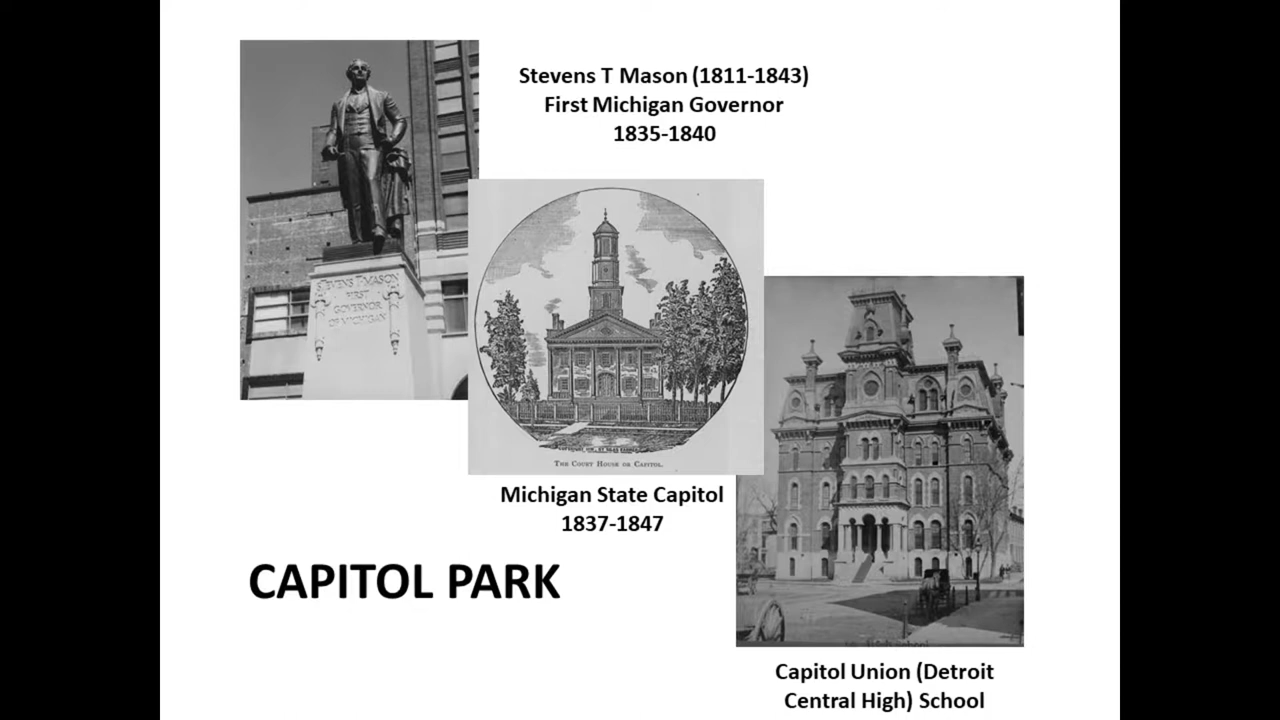 Stevens T Mason (1811-1843)
First Michigan Governor
1835-1840
STEVENS T. MASON
FIRST
GOVERNOR
OF MICHIGAN
THE COURT HOUSE OR CAPITOL.
Michigan State Capitol
1837-1847
CAPITOL PARK
Capitol Union (Detroit
Central High) School